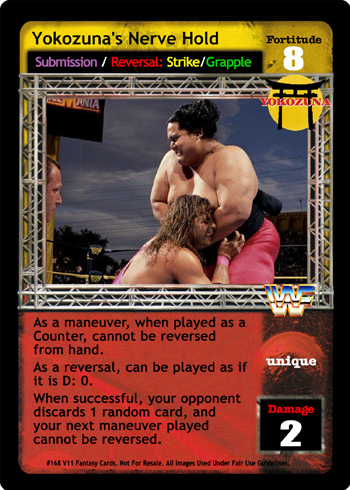 Yokozuna's Nerve Hold
Fortitude
8
Submission / Reversal: Strike/Grapple
YOKOZUNA
MANIA
WWF
As a maneuver, when played as a
Counter, cannot be reversed
from hand.
As a reversal, can be played as if
it is D: 0.
When successful, your opponent
discards 1 random card, and
your next maneuver played
cannot be reversed.
unique
Damage
2
#168 V11 Fantasy Cards. Not For Resale. All Images Used Under Fair Use Guidelines.